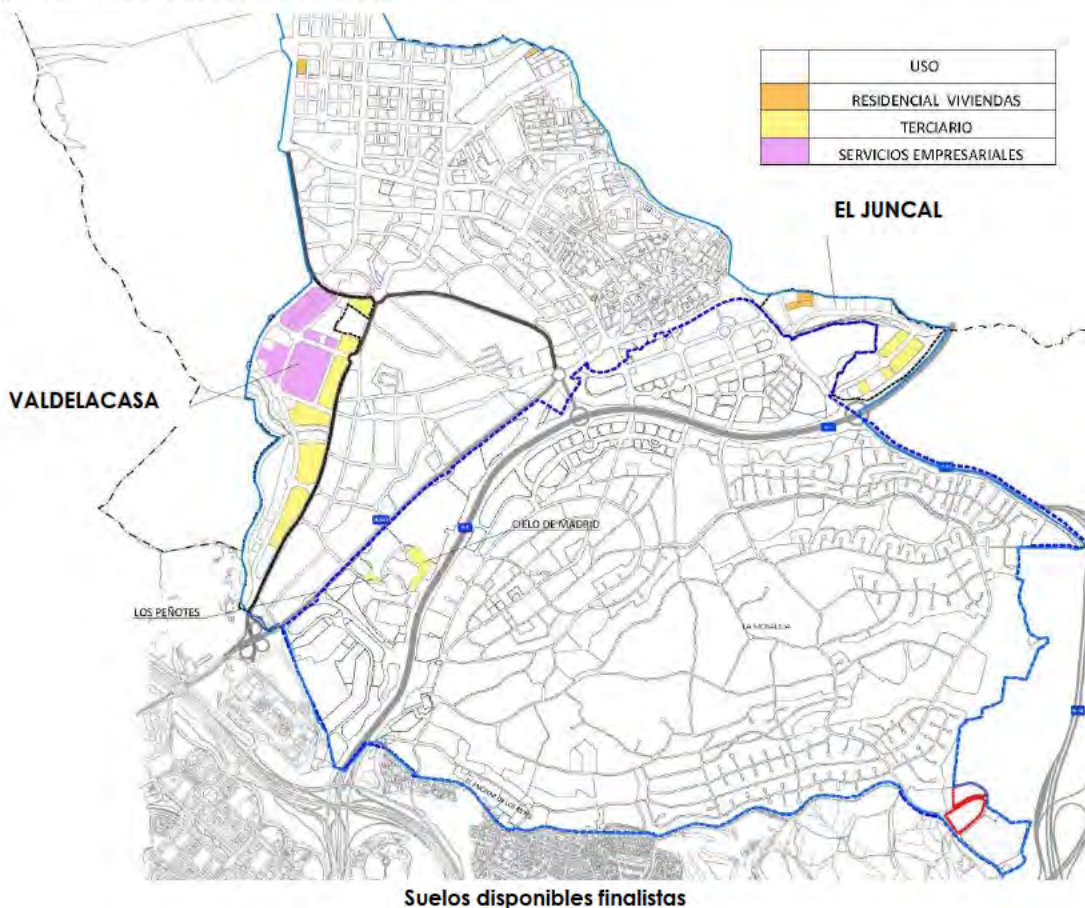 USO
RESIDENCIAL VIVIENDAS
TERCIARIO
SERVICIOS EMPRESARIALES
EL JUNCAL
VALDELACASA
CIELO DE MADRID
LOS PEÑOTES
LA MORALEJA
Suelos disponibles finalistas